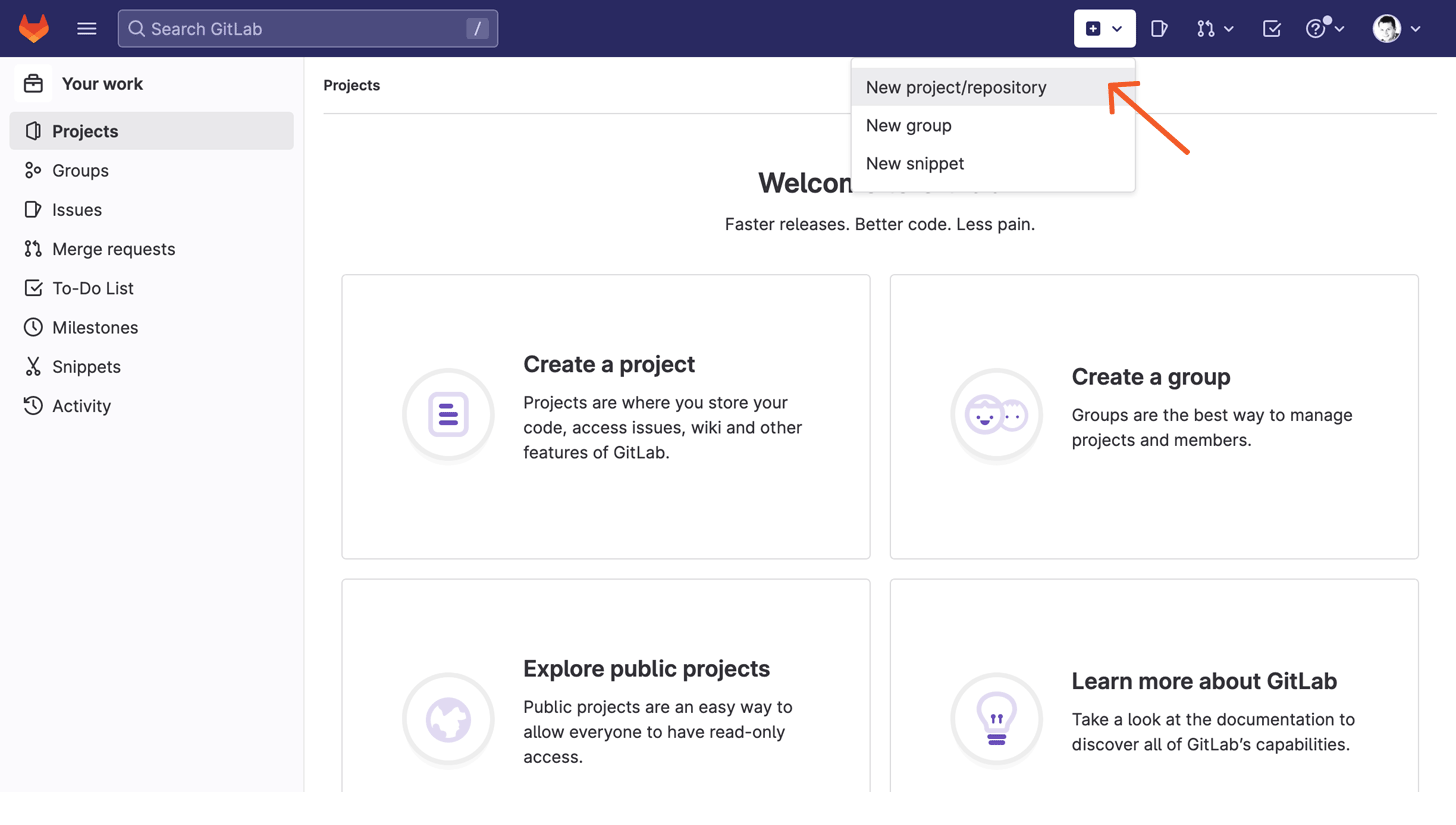 Search GitLab
/
Your work
Projects
Groups
Issues
Merge requests
To-Do List
Milestones
Snippets
Activity
Projects
New project/repository
New group
New snippet
Faster releases. Better code. Less pain.
Create a project
Projects are where you store your
code, access issues, wiki and other
features of GitLab.
Create a group
Groups are the best way to manage
projects and members.
Explore public projects
Public projects are an easy way to
allow everyone to have read-only
access.
Learn more about GitLab
Take a look at the documentation to
discover all of GitLab’s capabilities.